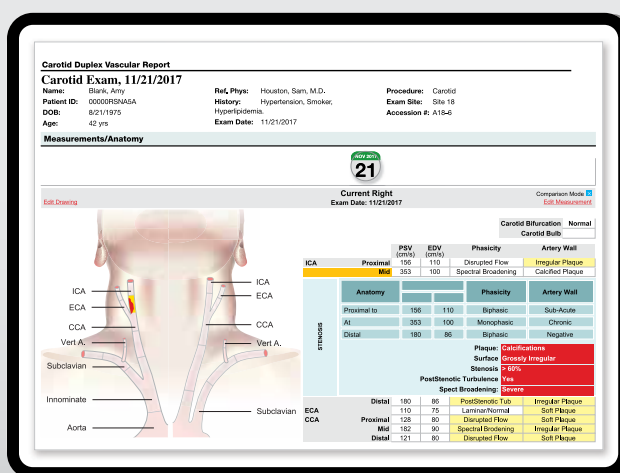 Carotid Duplex Vascular Report
Carotid Exam, 11/21/2017
Name: Blank, Amy Ref. Phys: Houston, Sam, M.D. Procedure: Carotid
Patient ID: 00000RSNA5A History: Hypertension, Smoker, Exam Site: Site 18
DOB: 8/21/1975 Hyperlipidemia. Accession #: A18-6
Age: 42 yrs Exam Date: 11/21/2017
Measurements/Anatomy
NOV 2017
21
Current Right Comparison Mode
Edit Drawing Exam Date: 11/21/2017 Edit Measurement
Carotid Bifurcation Normal
Carotid Bulb
PSV (cm/s) EDV (cm/s) Phasicity Artery Wall
ICA Proximal 156 110 Disrupted Flow Irregular Plaque
Mid 353 100 Spectral Broadening Calcified Plaque
STENOSIS
Anatomy Phasicity Artery Wall
Proximal to 156 110 Biphasic Sub-Acute
At 353 100 Monophasic Chronic
Distal 180 86 Biphasic Negative
Plaque: Calcifications
Surface Grossly Irregular
Stenosis > 60%
PostStenotic Turbulence Yes
Spect Broadening: Severe
Distal 180 86 PostStenotic Tub Irregular Plaque
ECA 110 75 Laminar/Normal Soft Plaque
CCA Proximal 128 80 Disrupted Flow Soft Plaque
Mid 182 90 Spectral Brodening Irregular Plaque
Distal 121 80 Disrupted Flow Soft Plaque
ICA
ECA
CCA
Vert A.
Subclavian
Innominate
Aorta
ICA
ECA
CCA
Vert A.
Subclavian